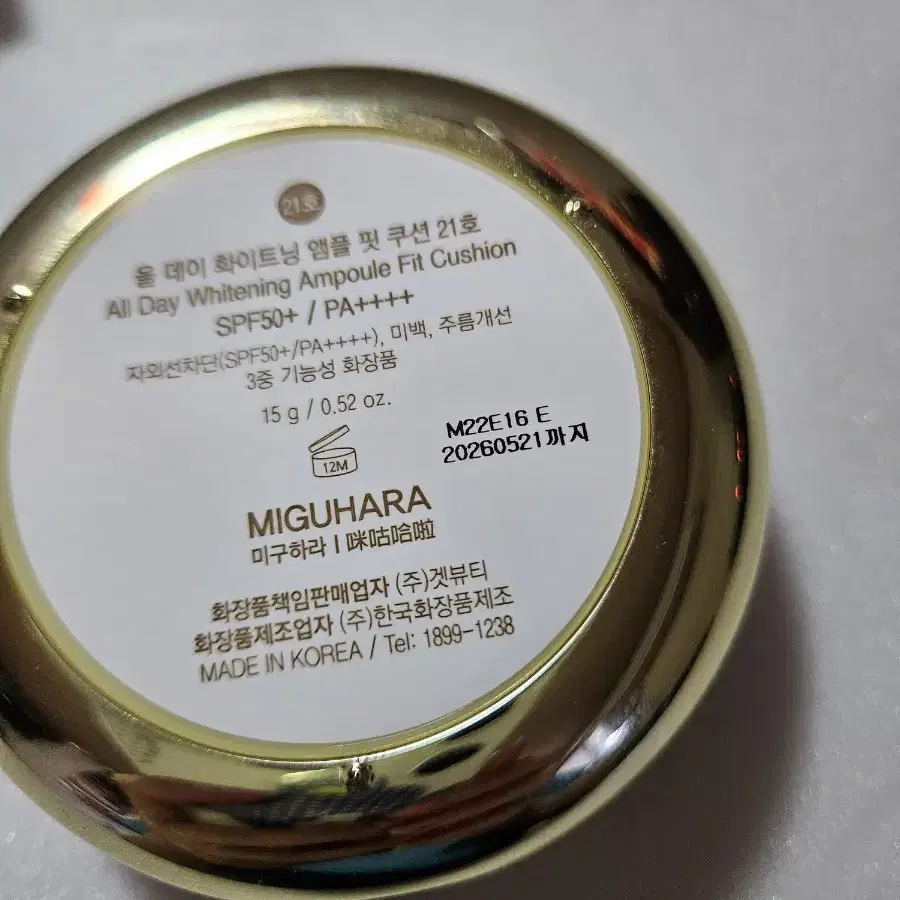 21호
올 데이 화이트닝 앰플 핏 쿠션 21호
All Day Whitening Ampoule Fit Cushion
SPF50+ / PA++++
자외선차단(SPF50+/PA++++), 미백, 주름개선
3중 기능성 화장품
15 g / 0.52 oz.
12M
M22E16 E
20260521까지
MIGUHARA
미구하라 | 咪咕哈啦
화장품책임판매업자 (주)겟뷰티
화장품제조업자 (주)한국화장품제조
MADE IN KOREA / Tel: 1899-1238